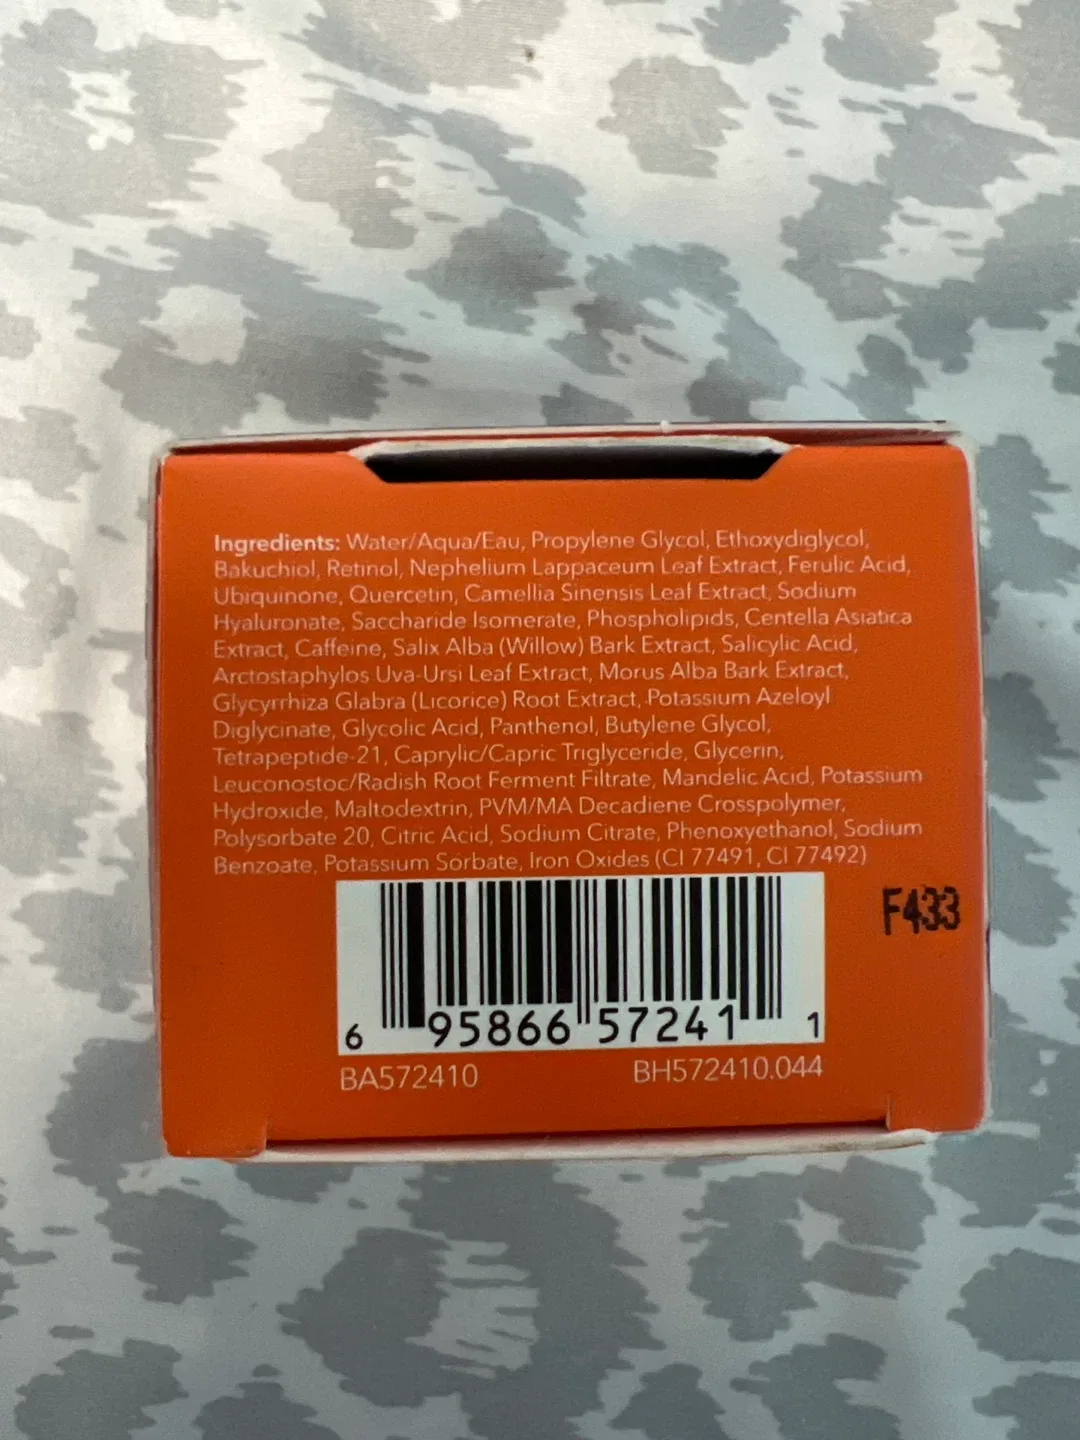 Ingredients: Water/Aqua/Eau, Propylene Glycol, Ethoxydiglycol,
Bakuchiol, Retinol, Nephelium Lappaceum Leaf Extract, Ferulic Acid,
Ubiquinone, Quercetin, Camellia Sinensis Leaf Extract, Sodium
Hyaluronate, Saccharide Isomerate, Phospholipids, Centella Asiatica
Extract, Caffeine, Salix Alba (Willow) Bark Extract, Salicylic Acid,
Arctostaphylos Uva-Ursi Leaf Extract, Morus Alba Bark Extract,
Glycyrrhiza Glabra (Licorice) Root Extract, Potassium Azeloyl
Diglycinate, Glycolic Acid, Panthenol, Butylene Glycol,
Tetrapeptide-21, Caprylic/Capric Triglyceride, Glycerin,
Leuconostoc/Radish Root Ferment Filtrate, Mandelic Acid, Potassium
Hydroxide, Maltodextrin, PVM/MA Decadiene Crosspolymer,
Polysorbate 20, Citric Acid, Sodium Citrate, Phenoxyethanol, Sodium
Benzoate, Potassium Sorbate, Iron Oxides (CI 77491, CI 77492)
F433
6 95866 57241 1
BA572410 BH572410.044